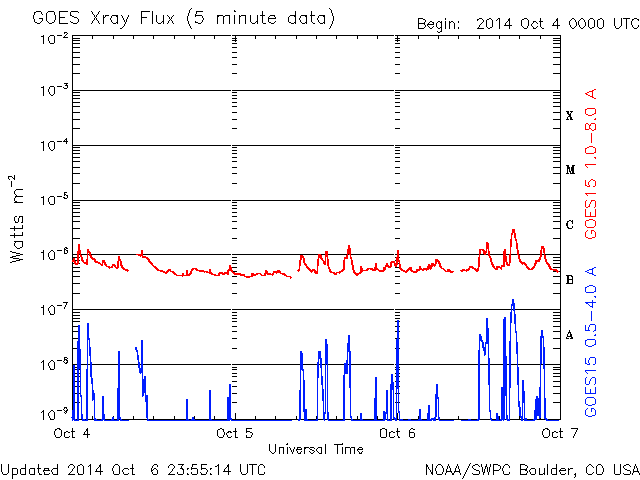 GOES Xray Flux (5 minute data)
Begin: 2014 Oct 4 0000 UTC
10⁻²
10⁻³
10⁻⁴
10⁻⁵
10⁻⁶
10⁻⁷
10⁻⁸
10⁻⁹
Watts m⁻²
X
M
C
B
A
GOES15 1.0-8.0 A
GOES15 0.5-4.0 A
Oct 4
Oct 5
Oct 6
Oct 7
Universal Time
Updated 2014 Oct 6 23:55:14 UTC
NOAA/SWPC Boulder, CO USA